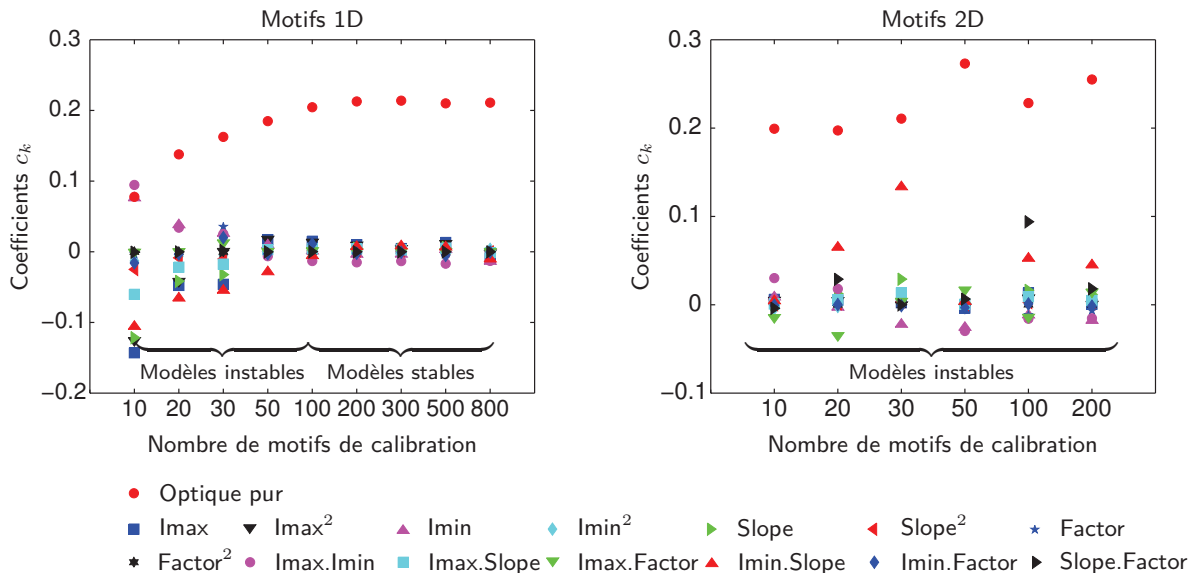 Motifs 1D
0.3
0.2
0.1
0
−0.1
−0.2
Coefficients cₖ
Modèles instables
Modèles stables
10 20 30 50 100 200 300 500 800
Nombre de motifs de calibration
Motifs 2D
0.3
0.2
0.1
0
−0.1
Coefficients cₖ
Modèles instables
10 20 30 50 100 200
Nombre de motifs de calibration
Optique pur
Imax Imax² Imin Imin² Slope Slope² Factor
Factor² Imax.Imin Imax.Slope Imax.Factor Imin.Slope Imin.Factor Slope.Factor